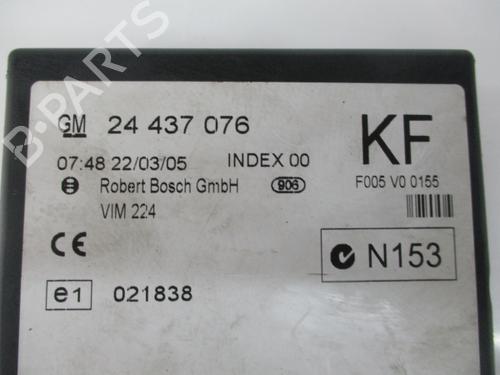 GM 24 437 076
KF
07:48 22/03/05 INDEX 00
F005 V0 0155
Robert Bosch GmbH 906
VIM 224
CE
N153
e1 021838
B-PARTS